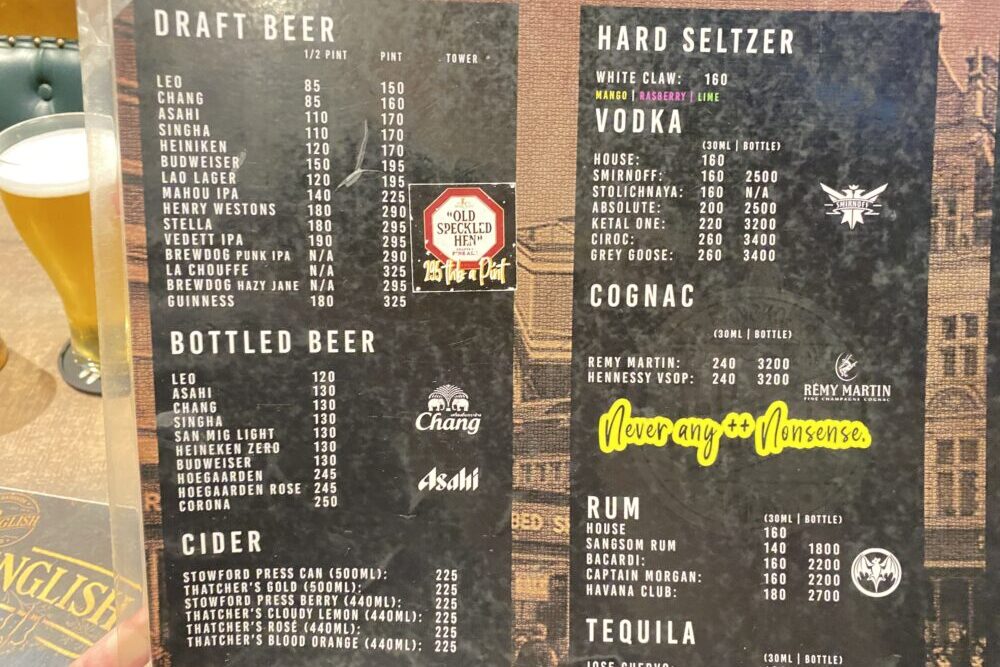 DRAFT BEER
1/2 PINT PINT TOWER
LEO 85 150
CHANG 85 160
ASAHI 110 170
SINGHA 110 170
HEINIKEN 120 170
BUDWEISER 150 195
LAO LAGER 120 195
MAHOU IPA 140 225
HENRY WESTONS 180 290
STELLA 180 295
VEDETT IPA 190 295
BREWDOG PUNK IPA N/A 290
LA CHOUFFE N/A 325
BREWDOG HAZY JANE N/A 295
GUINNESS 180 325
"OLD
SPECKLED
HEN"
295 thb a Pint
BOTTLED BEER
LEO 120
ASAHI 130
CHANG 130
SINGHA 130
SAN MIG LIGHT 130
HEINEKEN ZERO 130
BUDWEISER 130
HOEGAARDEN 245
HOEGAARDEN ROSE 245
CORONA 250
Chang
Asahi
CIDER
STOWFORD PRESS CAN (500ML): 225
THATCHER'S GOLD (500ML): 225
STOWFORD PRESS BERRY (440ML): 225
THATCHER'S CLOUDY LEMON (440ML): 225
THATCHER'S ROSÉ (440ML): 225
THATCHER'S BLOOD ORANGE (440ML): 225
HARD SELTZER
WHITE CLAW: 160
MANGO | RASBERRY | LIME
VODKA
(30ML | BOTTLE)
HOUSE: 160
SMIRNOFF: 160 2500
STOLICHNAYA: 160 N/A
ABSOLUTE: 200 2500
KETAL ONE: 220 3200
CIROC: 260 3400
GREY GOOSE: 260 3400
SMIRNOFF
COGNAC
(30ML | BOTTLE)
REMY MARTIN: 240 3200
HENNESSY VSOP: 240 3200
RÉMY MARTIN
FINE CHAMPAGNE COGNAC
Never any ++ Nonsense.
RUM
(30ML | BOTTLE)
HOUSE 160
SANGSOM RUM 140 1800
BACARDI: 160 2200
CAPTAIN MORGAN: 160 2200
HAVANA CLUB: 180 2700
TEQUILA
(30ML | BOTTLE)
JOSE CUERVO
NGLISH